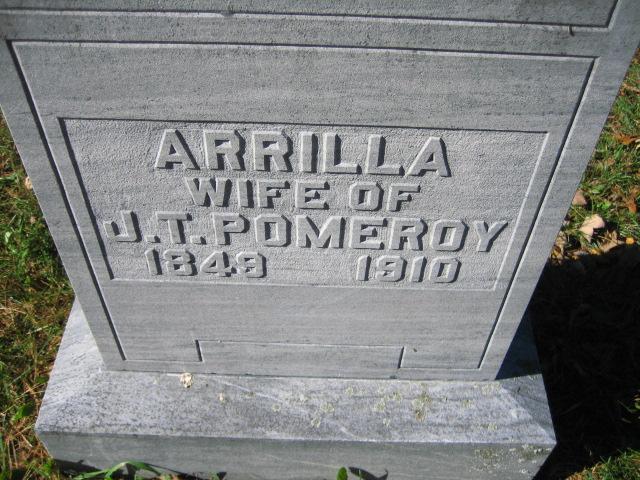 ARRILLA
WIFE OF
J.T. POMEROY
1849 1910